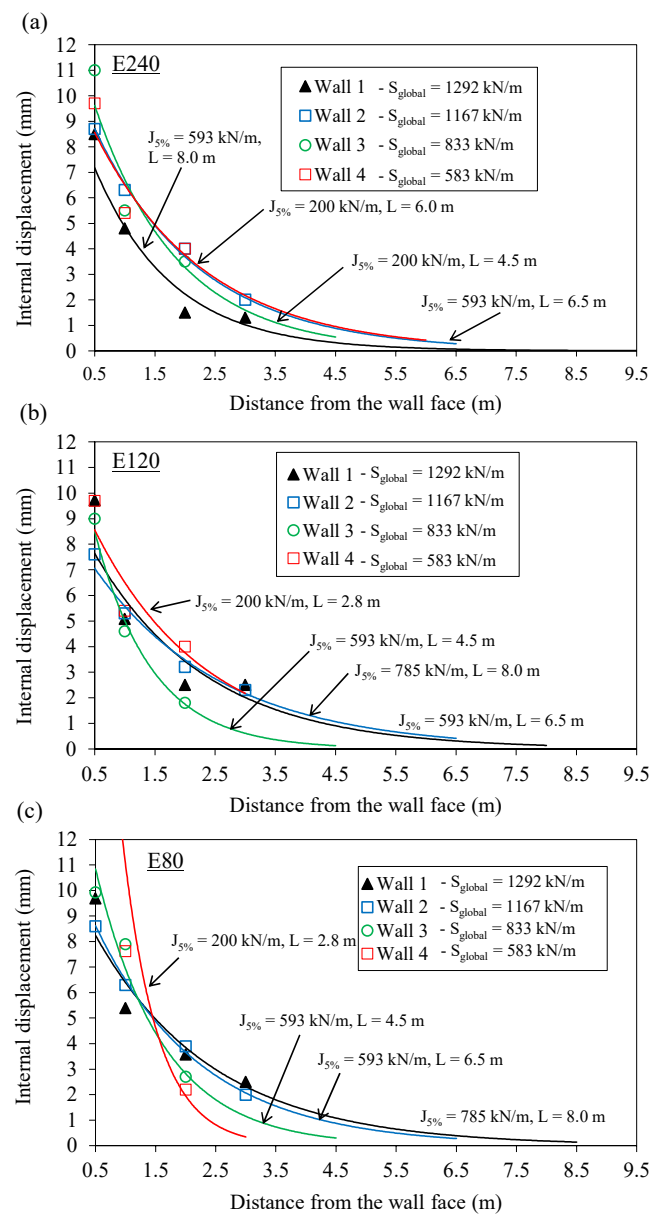 (a)
12
11
10
9
8
7
6
5
4
3
2
1
0
Internal displacement (mm)
E240
Wall 1 - Sglobal = 1292 kN/m
Wall 2 - Sglobal = 1167 kN/m
Wall 3 - Sglobal = 833 kN/m
Wall 4 - Sglobal = 583 kN/m
J5% = 593 kN/m,
L = 8.0 m
J5% = 200 kN/m, L = 6.0 m
J5% = 200 kN/m, L = 4.5 m
J5% = 593 kN/m, L = 6.5 m
0.5 1.5 2.5 3.5 4.5 5.5 6.5 7.5 8.5 9.5
Distance from the wall face (m)
(b)
12
11
10
9
8
7
6
5
4
3
2
1
0
Internal displacement (mm)
E120
Wall 1 - Sglobal = 1292 kN/m
Wall 2 - Sglobal = 1167 kN/m
Wall 3 - Sglobal = 833 kN/m
Wall 4 - Sglobal = 583 kN/m
J5% = 200 kN/m, L = 2.8 m
J5% = 593 kN/m, L = 4.5 m
J5% = 785 kN/m, L = 8.0 m
J5% = 593 kN/m, L = 6.5 m
0.5 1.5 2.5 3.5 4.5 5.5 6.5 7.5 8.5 9.5
Distance from the wall face (m)
(c)
12
11
10
9
8
7
6
5
4
3
2
1
0
Internal displacement (mm)
E80
Wall 1 - Sglobal = 1292 kN/m
Wall 2 - Sglobal = 1167 kN/m
Wall 3 - Sglobal = 833 kN/m
Wall 4 - Sglobal = 583 kN/m
J5% = 200 kN/m, L = 2.8 m
J5% = 593 kN/m, L = 4.5 m
J5% = 593 kN/m, L = 6.5 m
J5% = 785 kN/m, L = 8.0 m
0.5 1.5 2.5 3.5 4.5 5.5 6.5 7.5 8.5 9.5
Distance from the wall face (m)